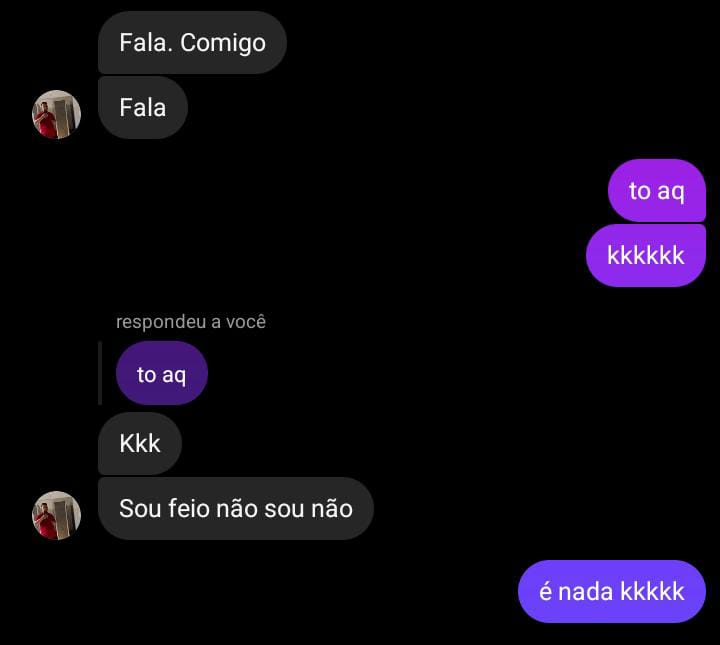 Fala. Comigo
Fala
to aq
kkkkkk
respondeu a você
to aq
Kkk
Sou feio não sou não
é nada kkkkk